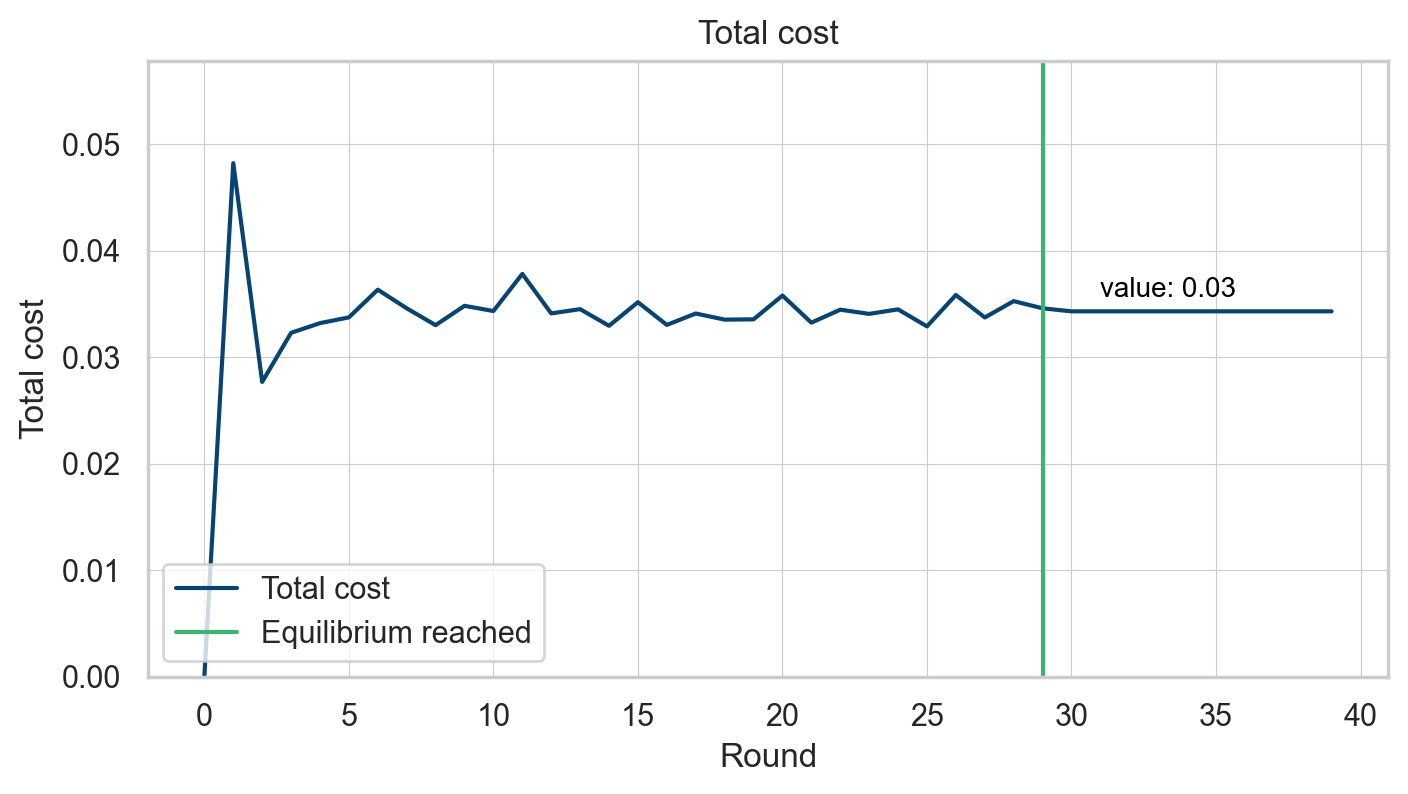 Total cost
0.05
0.04
0.03
0.02
0.01
0.00
Total cost
value: 0.03
Total cost
Equilibrium reached
0 5 10 15 20 25 30 35 40
Round